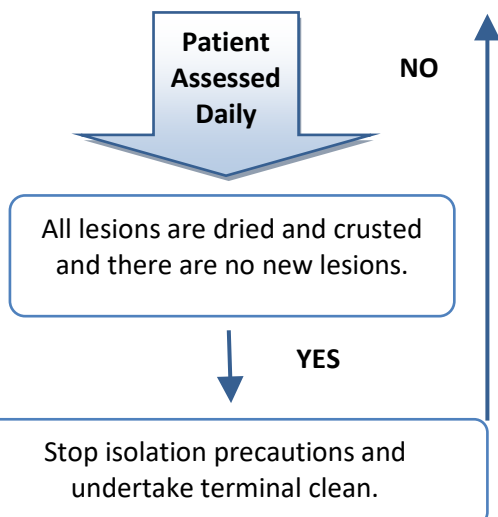 Patient
Assessed
Daily
NO
All lesions are dried and crusted
and there are no new lesions.
YES
Stop isolation precautions and
undertake terminal clean.